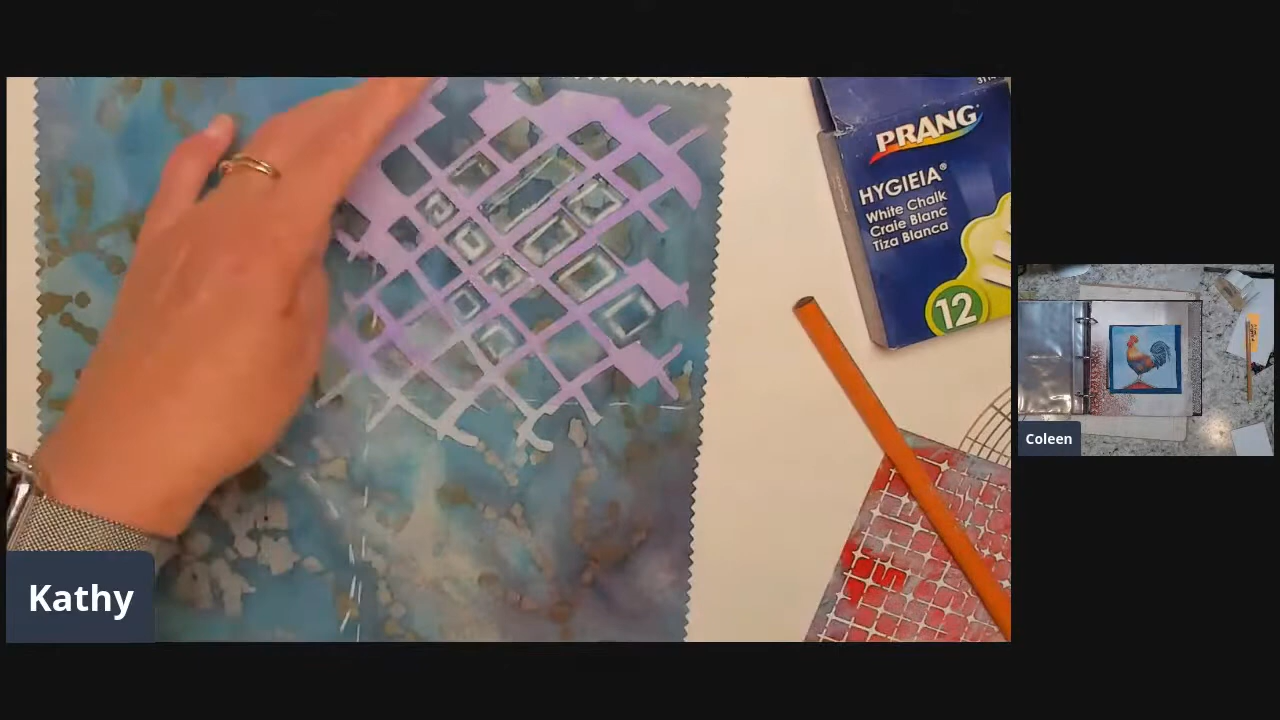 PRANG®
HYGIEIA®
White Chalk
Craie Blanc
Tiza Blanca
12
Kathy
Coleen